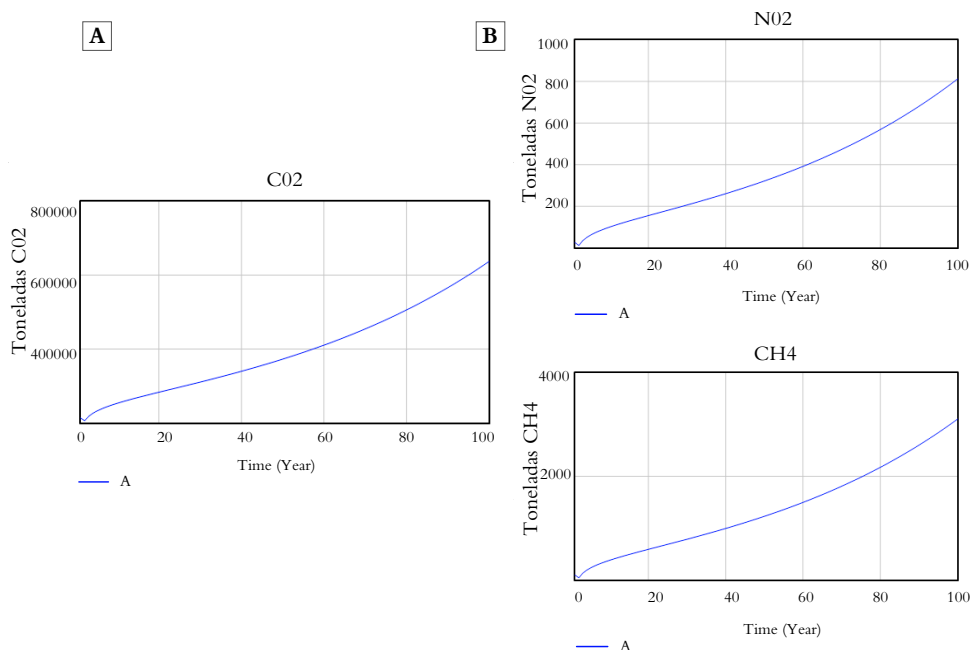 A
C02
Toneladas C02
800000
600000
400000
0 20 40 60 80 100
Time (Year)
A
B
N02
Toneladas N02
1000
800
600
400
200
0 20 40 60 80 100
Time (Year)
A
CH4
Toneladas CH4
4000
2000
0 20 40 60 80 100
Time (Year)
A